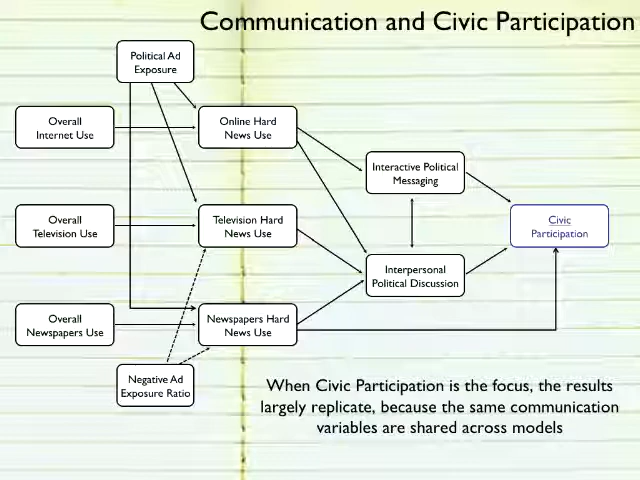 Communication and Civic Participation
Political Ad
Exposure
Overall
Internet Use
Online Hard
News Use
Interactive Political
Messaging
Overall
Television Use
Television Hard
News Use
Civic
Participation
Interpersonal
Political Discussion
Overall
Newspapers Use
Newspapers Hard
News Use
Negative Ad
Exposure Ratio
When Civic Participation is the focus, the results
largely replicate, because the same communication
variables are shared across models